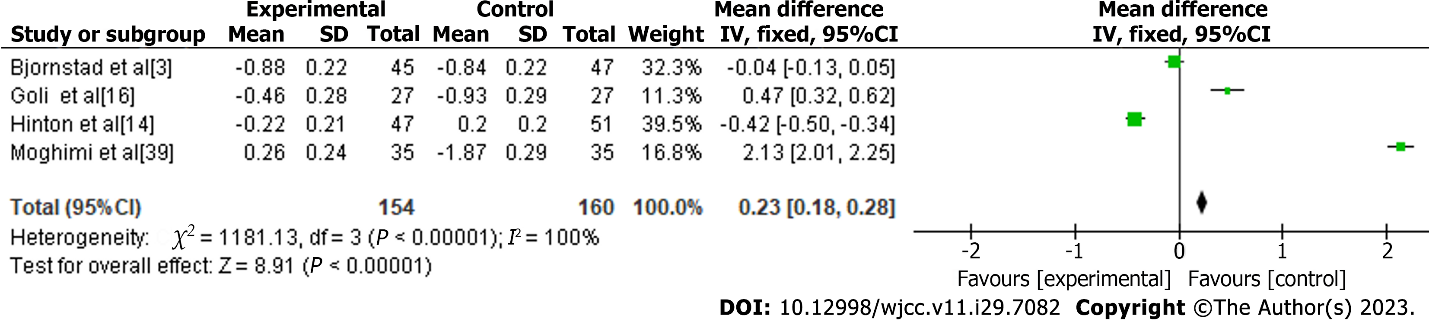 Experimental Control Mean difference Mean difference
Study or subgroup Mean SD Total Mean SD Total Weight IV, fixed, 95%CI IV, fixed, 95%CI
Bjornstad et al[3] -0.88 0.22 45 -0.84 0.22 47 32.3% -0.04 [-0.13, 0.05]
Goli et al[16] -0.46 0.28 27 -0.93 0.29 27 11.3% 0.47 [0.32, 0.62]
Hinton et al[14] -0.22 0.21 47 0.2 0.2 51 39.5% -0.42 [-0.50, -0.34]
Moghimi et al[39] 0.26 0.24 35 -1.87 0.29 35 16.8% 2.13 [2.01, 2.25]
Total (95%CI) 154 160 100.0% 0.23 [0.18, 0.28]
Heterogeneity: χ² = 1181.13, df = 3 (P < 0.00001); I² = 100%
Test for overall effect: Z = 8.91 (P < 0.00001)
-2 -1 0 1 2
Favours [experimental] Favours [control]
DOI: 10.12998/wjcc.v11.i29.7082 Copyright ©The Author(s) 2023.